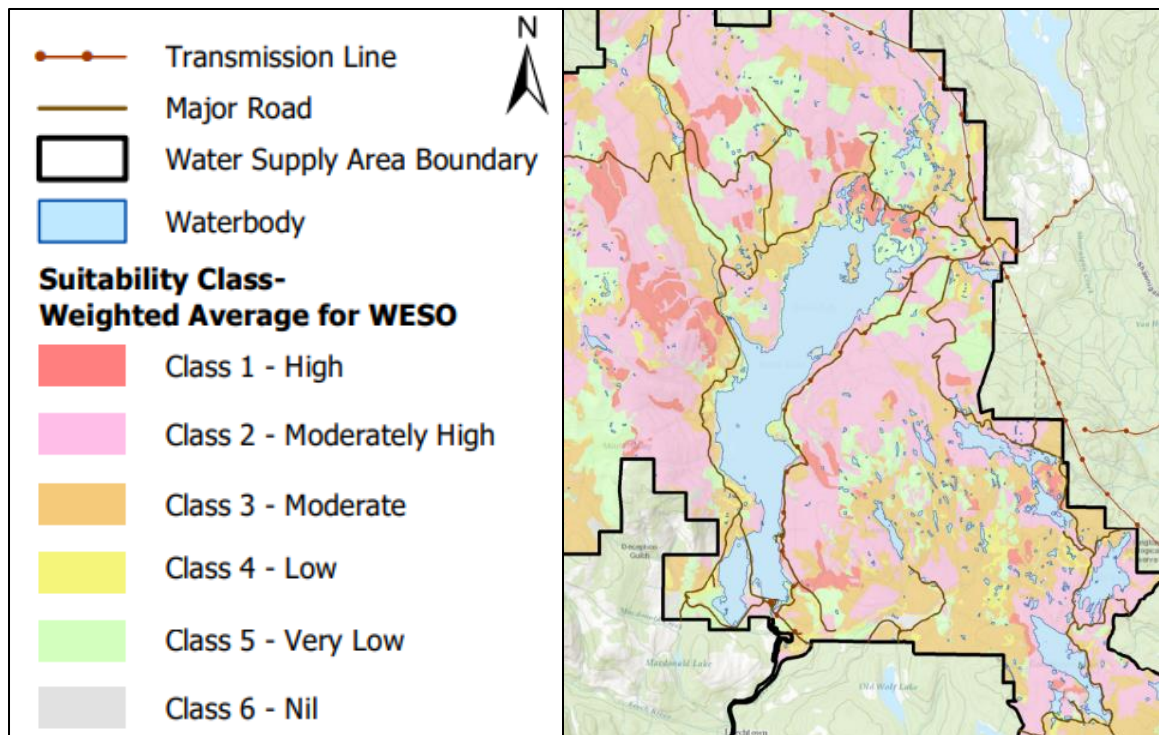 N
Transmission Line
Major Road
Water Supply Area Boundary
Waterbody
Suitability Class-
Weighted Average for WESO
Class 1 - High
Class 2 - Moderately High
Class 3 - Moderate
Class 4 - Low
Class 5 - Very Low
Class 6 - Nil
Macdonald Lake
Old Wolf Lake